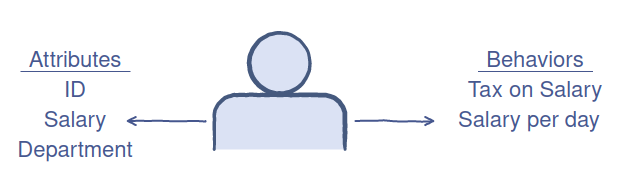 Attributes
ID
Salary
Department
Behaviors
Tax on Salary
Salary per day